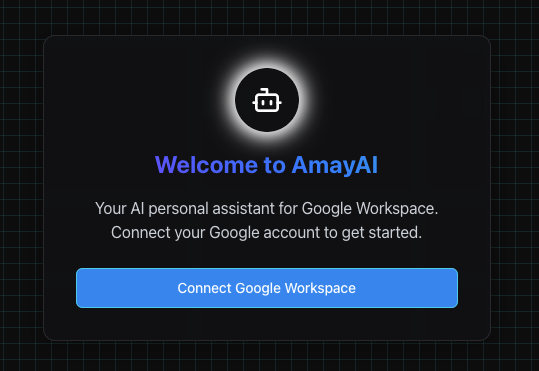 Welcome to AmayAI
Your AI personal assistant for Google Workspace.
Connect your Google account to get started.
Connect Google Workspace